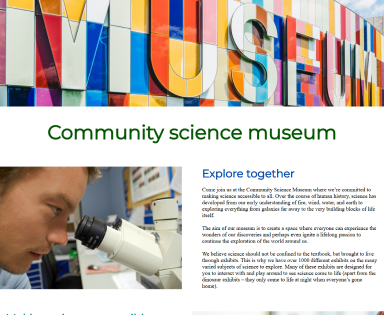 MUSEUM
Community science museum
Explore together
Come join us at the Community Science Museum where we're committed to
making science accessible to all. Over the course of human history, science has
developed from our early understanding of fire, wind, water, and earth to
exploring everything from galaxies far away to the very building blocks of life
itself.
The aim of our museum is to create a space where everyone can experience the
wonders of our discoveries and perhaps even ignite a lifelong passion to
continue the exploration of the world around us.
We believe science should not be confined to the textbook, but brought to live
through exhibits. This is why we have over 1000 different exhibits on the many
varied subjects of science to explore. Many of these exhibits are designed for
you to interact with and play around to see science come to life (apart from the
dinosaur exhibits – they only come to life at night when everyone's gone
home).